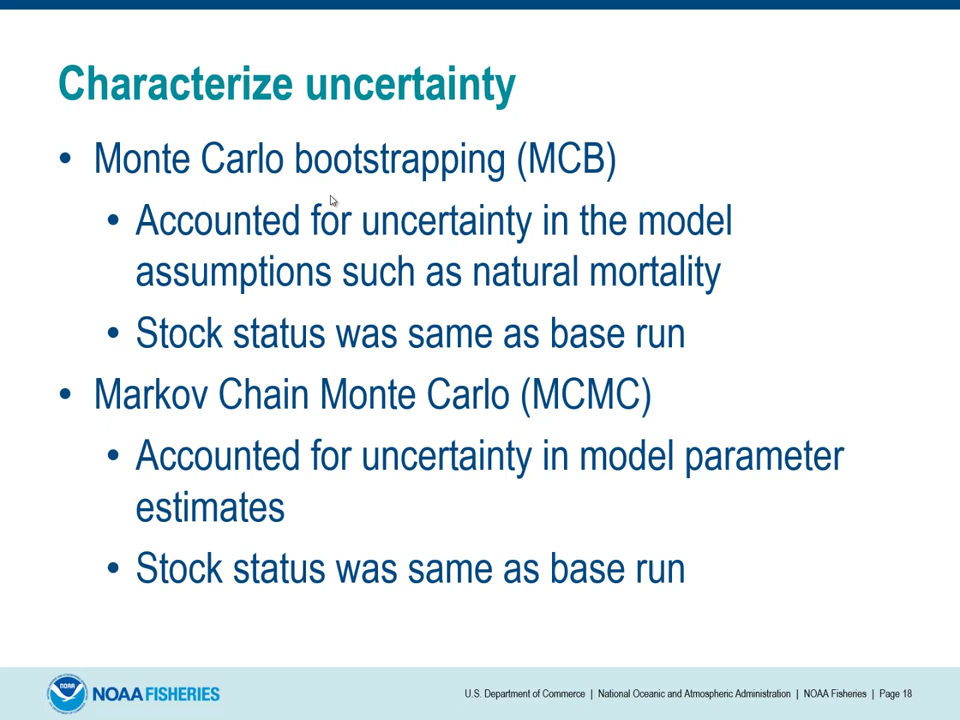 Characterize uncertainty
• Monte Carlo bootstrapping (MCB)
• Accounted for uncertainty in the model
assumptions such as natural mortality
• Stock status was same as base run
• Markov Chain Monte Carlo (MCMC)
• Accounted for uncertainty in model parameter
estimates
• Stock status was same as base run
NOAA
NOAA FISHERIES
U.S. Department of Commerce | National Oceanic and Atmospheric Administration | NOAA Fisheries | Page 18